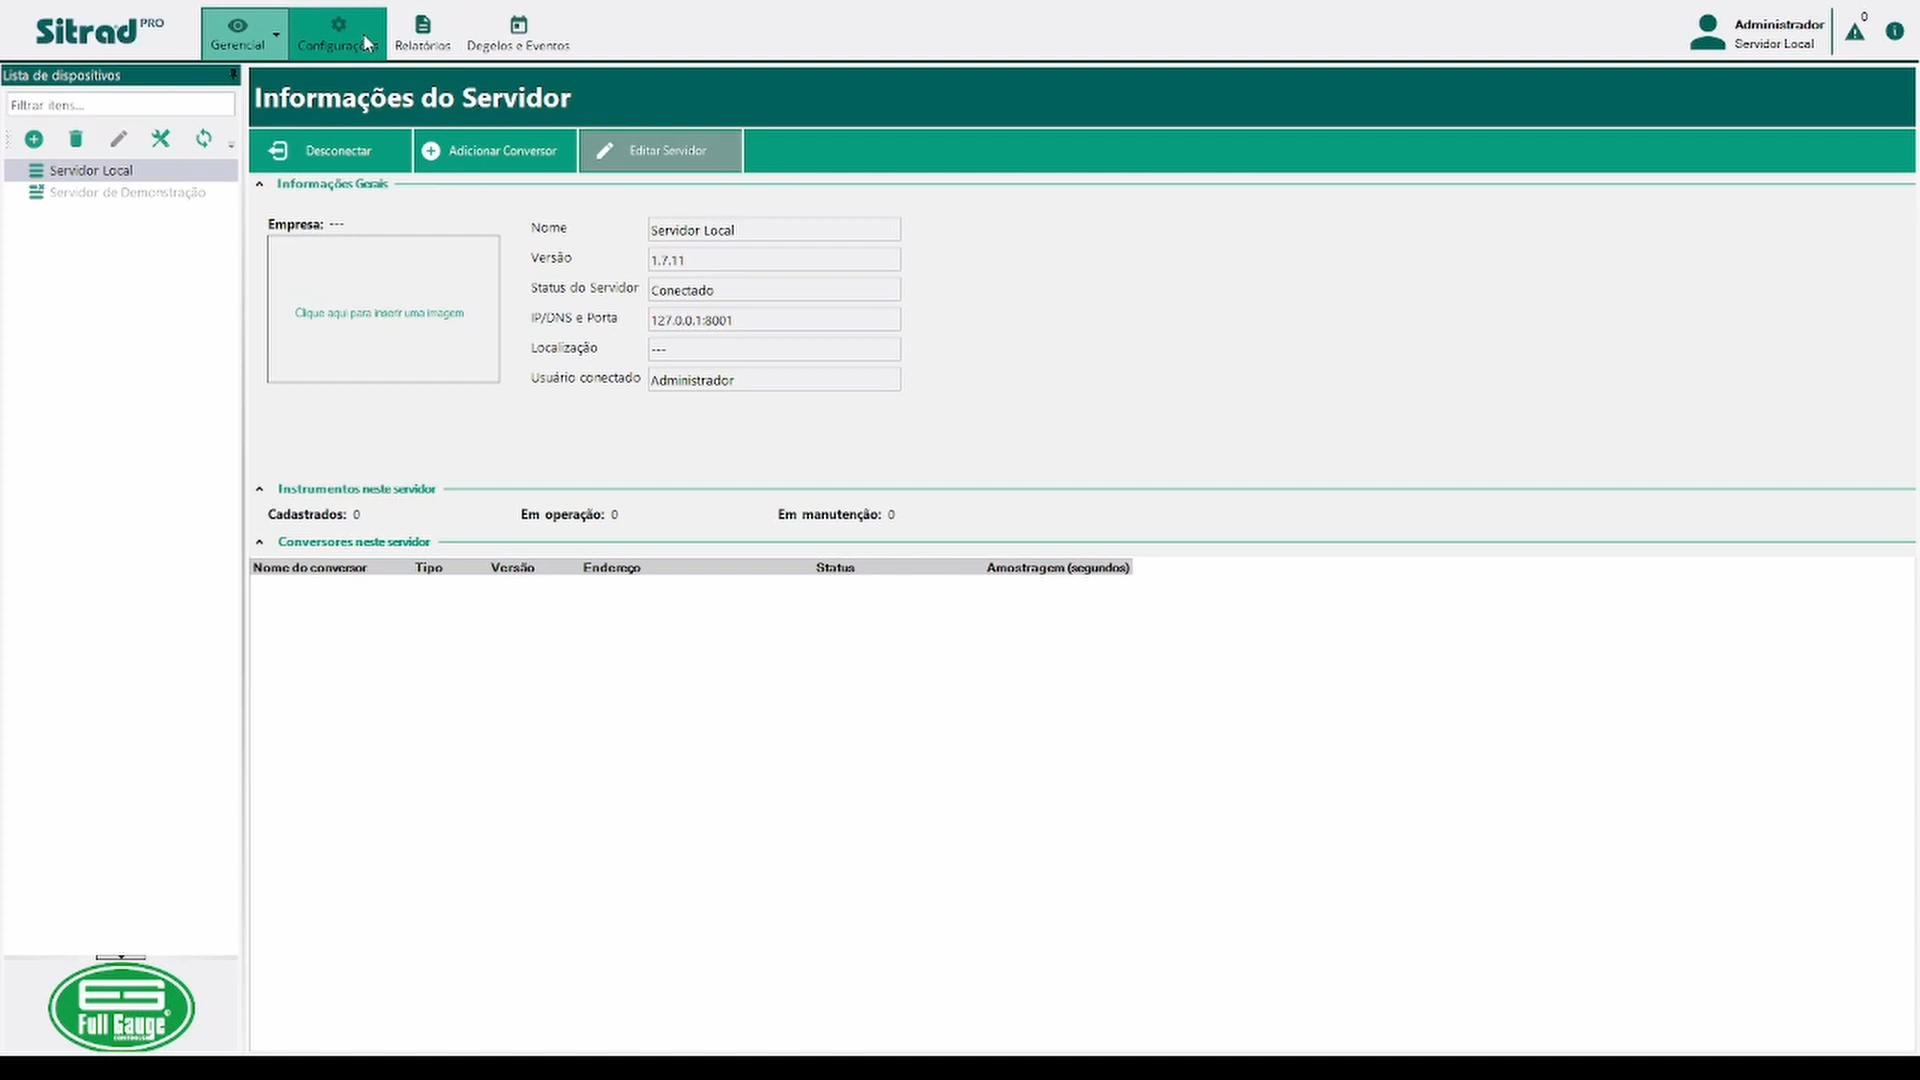 Sitrad PRO
Gerencial
Configurações
Relatórios
Degelos e Eventos
Administrador
Servidor Local
0
Lista de dispositivos
Filtrar itens...
Servidor Local
Servidor de Demonstração
Informações do Servidor
Desconectar
Adicionar Conversor
Editar Servidor
Informações Gerais
Empresa: ---
Clique aqui para inserir uma imagem
Nome Servidor Local
Versão 1.7.11
Status do Servidor Conectado
IP/DNS e Porta 127.0.0.1:8001
Localização ---
Usuário conectado Administrador
Instrumentos neste servidor
Cadastrados: 0 Em operação: 0 Em manutenção: 0
Conversores neste servidor
Nome do conversor Tipo Versão Endereço Status Amostragem (segundos)
Full Gauge
CONTROLS